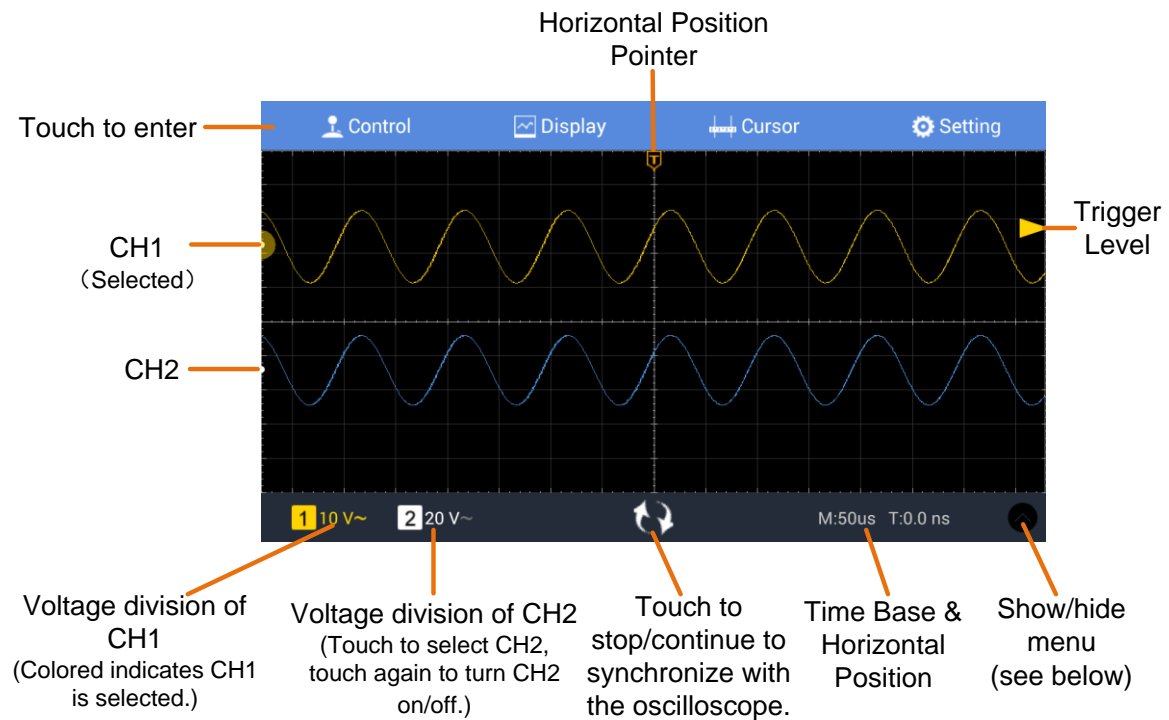 Horizontal Position
Pointer
Touch to enter
Control
Display
Cursor
Setting
T
CH1
（Selected）
Trigger
Level
CH2
1 10 V~
2 20 V~
M:50us T:0.0 ns
Voltage division of
CH1
(Colored indicates CH1
is selected.)
Voltage division of CH2
(Touch to select CH2,
touch again to turn CH2
on/off.)
Touch to
stop/continue to
synchronize with
the oscilloscope.
Time Base &
Horizontal
Position
Show/hide
menu
(see below)